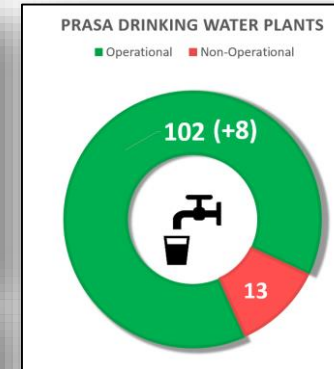 PRASA DRINKING WATER PLANTS
Operational Non-Operational
102 (+8)
13